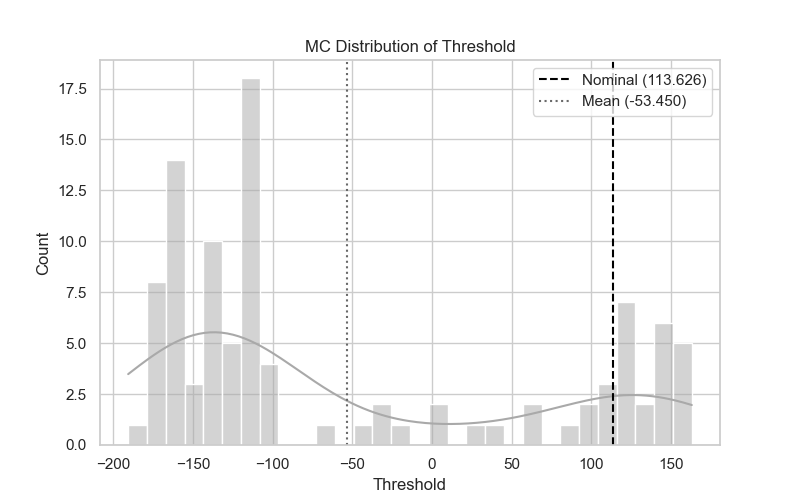 MC Distribution of Threshold
Nominal (113.626)
Mean (-53.450)
17.5
15.0
12.5
10.0
7.5
5.0
2.5
0.0
Count
−200 −150 −100 −50 0 50 100 150
Threshold